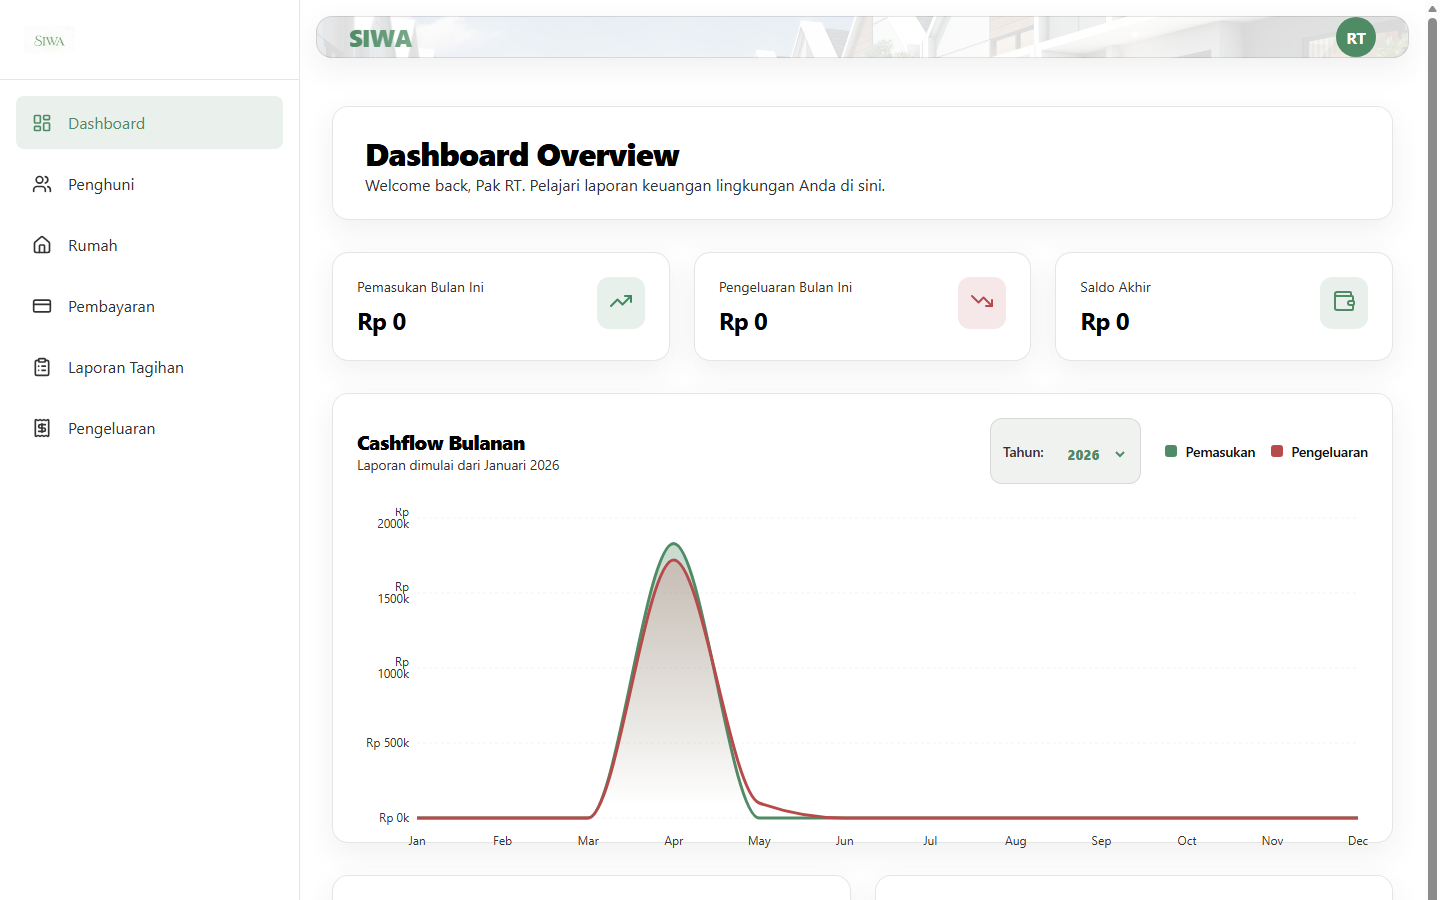 SIWA
SIWA
RT
Dashboard
Penghuni
Rumah
Pembayaran
Laporan Tagihan
Pengeluaran
Dashboard Overview
Welcome back, Pak RT. Pelajari laporan keuangan lingkungan Anda di sini.
Pemasukan Bulan Ini
Rp 0
Pengeluaran Bulan Ini
Rp 0
Saldo Akhir
Rp 0
Cashflow Bulanan
Laporan dimulai dari Januari 2026
Tahun:
2026
Pemasukan
Pengeluaran
Rp
2000k
Rp
1500k
Rp
1000k
Rp 500k
Rp 0k
Jan
Feb
Mar
Apr
May
Jun
Jul
Aug
Sep
Oct
Nov
Dec